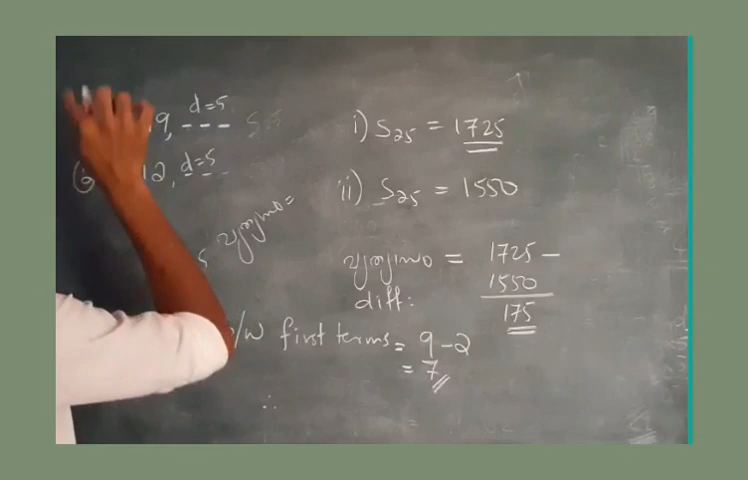 19, d=5 - - -
12, d=5 - - -
i) S₂₅ = 1725
ii) S₂₅ = 1550
വ്യത്യാസം =
വ്യത്യാസം = 1725 -
diff: 1550
175
b/w first terms = 9 - 2
= 7